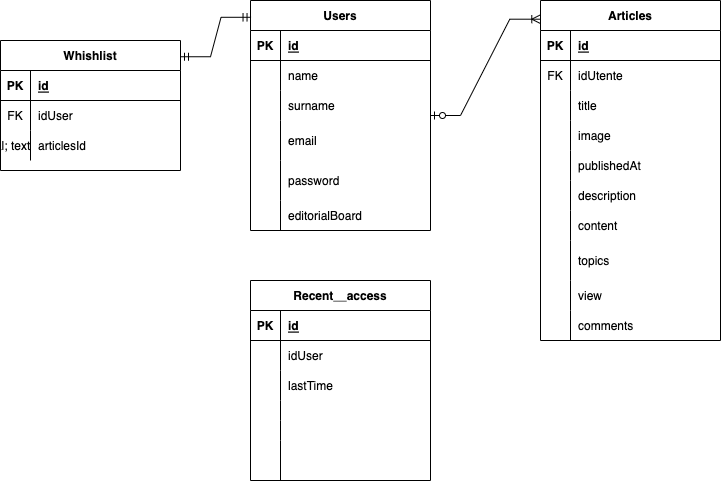 Whishlist
PK id
FK idUser
l; text articlesId
Users
PK id
name
surname
email
password
editorialBoard
Recent__access
PK id
idUser
lastTime
Articles
PK id
FK idUtente
title
image
publishedAt
description
content
topics
view
comments